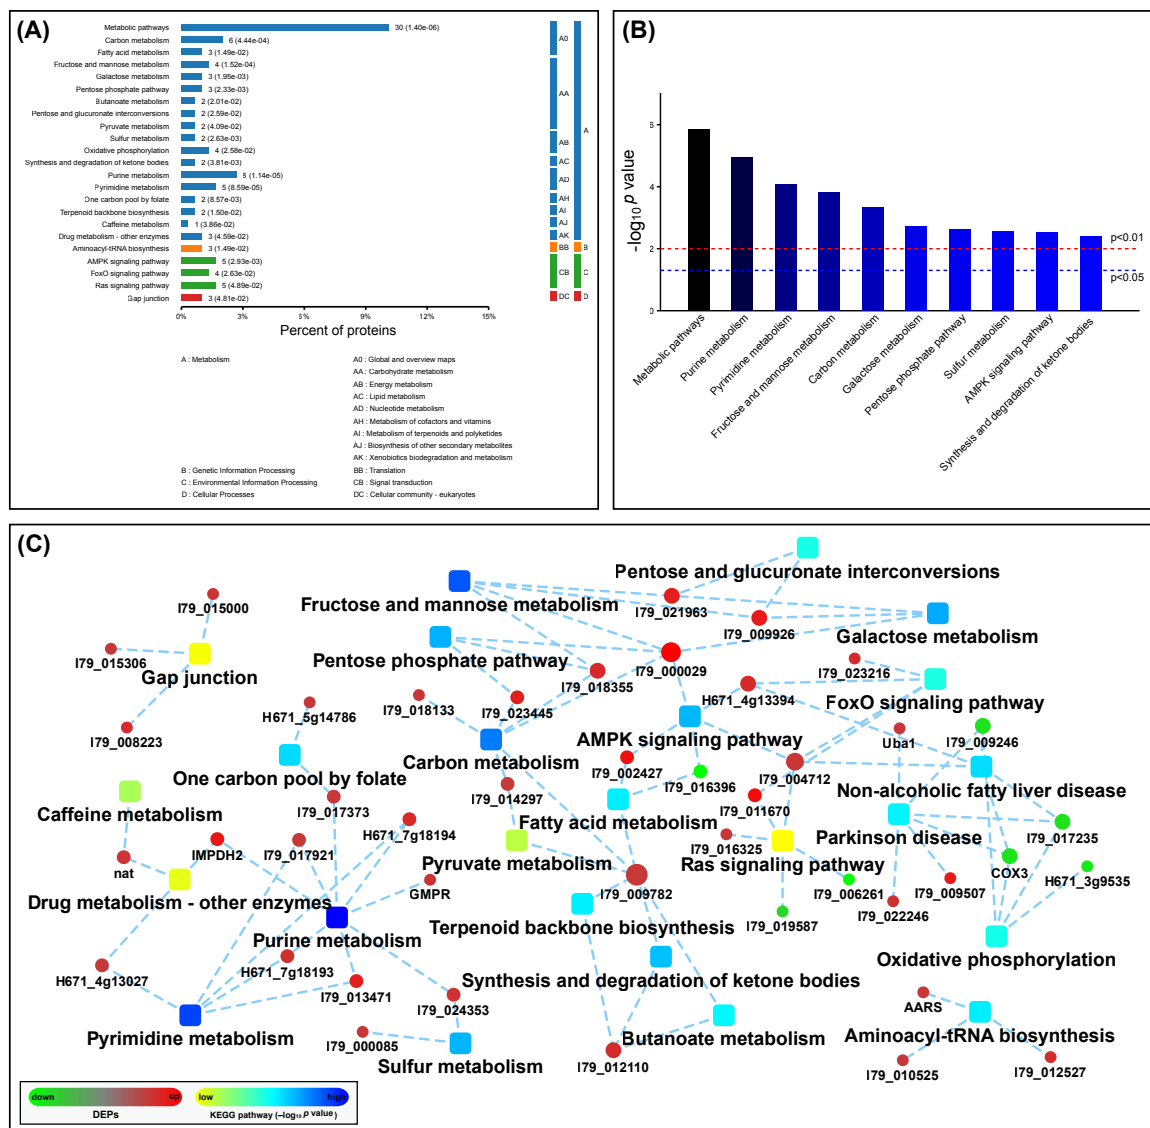 (A)
Metabolic pathways 30 (1.40e-06)
Carbon metabolism 6 (4.44e-04)
Fatty acid metabolism 3 (1.49e-02)
Fructose and mannose metabolism 4 (1.52e-04)
Galactose metabolism 3 (1.95e-03)
Pentose phosphate pathway 3 (2.33e-03)
Butanoate metabolism 2 (2.01e-02)
Pentose and glucuronate interconversions 2 (2.59e-02)
Pyruvate metabolism 2 (4.09e-02)
Sulfur metabolism 2 (2.63e-03)
Oxidative phosphorylation 4 (2.58e-02)
Synthesis and degradation of ketone bodies 2 (3.81e-03)
Purine metabolism 8 (1.14e-05)
Pyrimidine metabolism 5 (8.59e-05)
One carbon pool by folate 2 (8.57e-03)
Terpenoid backbone biosynthesis 2 (1.50e-02)
Caffeine metabolism 1 (3.86e-02)
Drug metabolism - other enzymes 3 (4.59e-02)
Aminoacyl-tRNA biosynthesis 3 (1.49e-02)
AMPK signaling pathway 5 (2.93e-03)
FoxO signaling pathway 4 (2.63e-02)
Ras signaling pathway 5 (4.89e-02)
Gap junction 3 (4.81e-02)
A0
AA
AB
AC
AD
AH
AI
AJ
AK
BB
CB
DC
A
B
C
D
0% 3% 6% 9% 12% 15%
Percent of proteins
A : Metabolism
A0 : Global and overview maps
AA : Carbohydrate metabolism
AB : Energy metabolism
AC : Lipid metabolism
AD : Nucleotide metabolism
AH : Metabolism of cofactors and vitamins
AI : Metabolism of terpenoids and polyketides
AJ : Biosynthesis of other secondary metabolites
AK : Xenobiotics biodegradation and metabolism
B : Genetic Information Processing BB : Translation
C : Environmental Information Processing CB : Signal transduction
D : Cellular Processes DC : Cellular community - eukaryotes
(B)
-log10 p value
6
4
2
0
p<0.01
p<0.05
Metabolic pathways
Purine metabolism
Pyrimidine metabolism
Fructose and mannose metabolism
Carbon metabolism
Galactose metabolism
Pentose phosphate pathway
Sulfur metabolism
AMPK signaling pathway
Synthesis and degradation of ketone bodies
(C)
Pentose and glucuronate interconversions
Fructose and mannose metabolism
I79_015000
I79_021963
I79_009926
Galactose metabolism
I79_015306
Gap junction
Pentose phosphate pathway
I79_018355
I79_000029
I79_023216
H671_4g13394
FoxO signaling pathway
H671_5g14786
I79_018133
I79_023445
I79_008223
AMPK signaling pathway
Uba1
I79_009246
Carbon metabolism
One carbon pool by folate
I79_002427
I79_016396
I79_004712
Non-alcoholic fatty liver disease
I79_014297
Caffeine metabolism
I79_017373
Fatty acid metabolism
I79_011670
Parkinson disease
I79_017235
H671_7g18194
IMPDH2
I79_017921
I79_016325
nat
Pyruvate metabolism
Ras signaling pathway
COX3
H671_3g9535
GMPR
I79_009782
I79_006261
I79_009507
Drug metabolism - other enzymes
I79_022246
Terpenoid backbone biosynthesis
I79_019587
Purine metabolism
Oxidative phosphorylation
H671_4g13027
H671_7g18193
Synthesis and degradation of ketone bodies
I79_013471
I79_024353
AARS
Pyrimidine metabolism
Butanoate metabolism
Aminoacyl-tRNA biosynthesis
I79_000085
Sulfur metabolism
I79_012110
I79_010525
I79_012527
down up low high
DEPs KEGG pathway (–log10 p value)